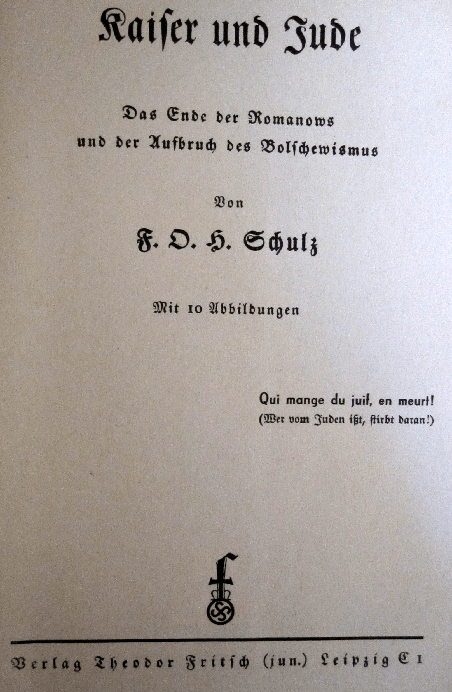 Kaiser und Jude
Das Ende der Romanows
und der Aufbruch des Bolschewismus
Von
F. O. H. Schulz
Mit 10 Abbildungen
Qui mange du juif, en meurt!
(Wer vom Juden ißt, stirbt daran!)
Verlag Theodor Fritsch (jun.) Leipzig C 1